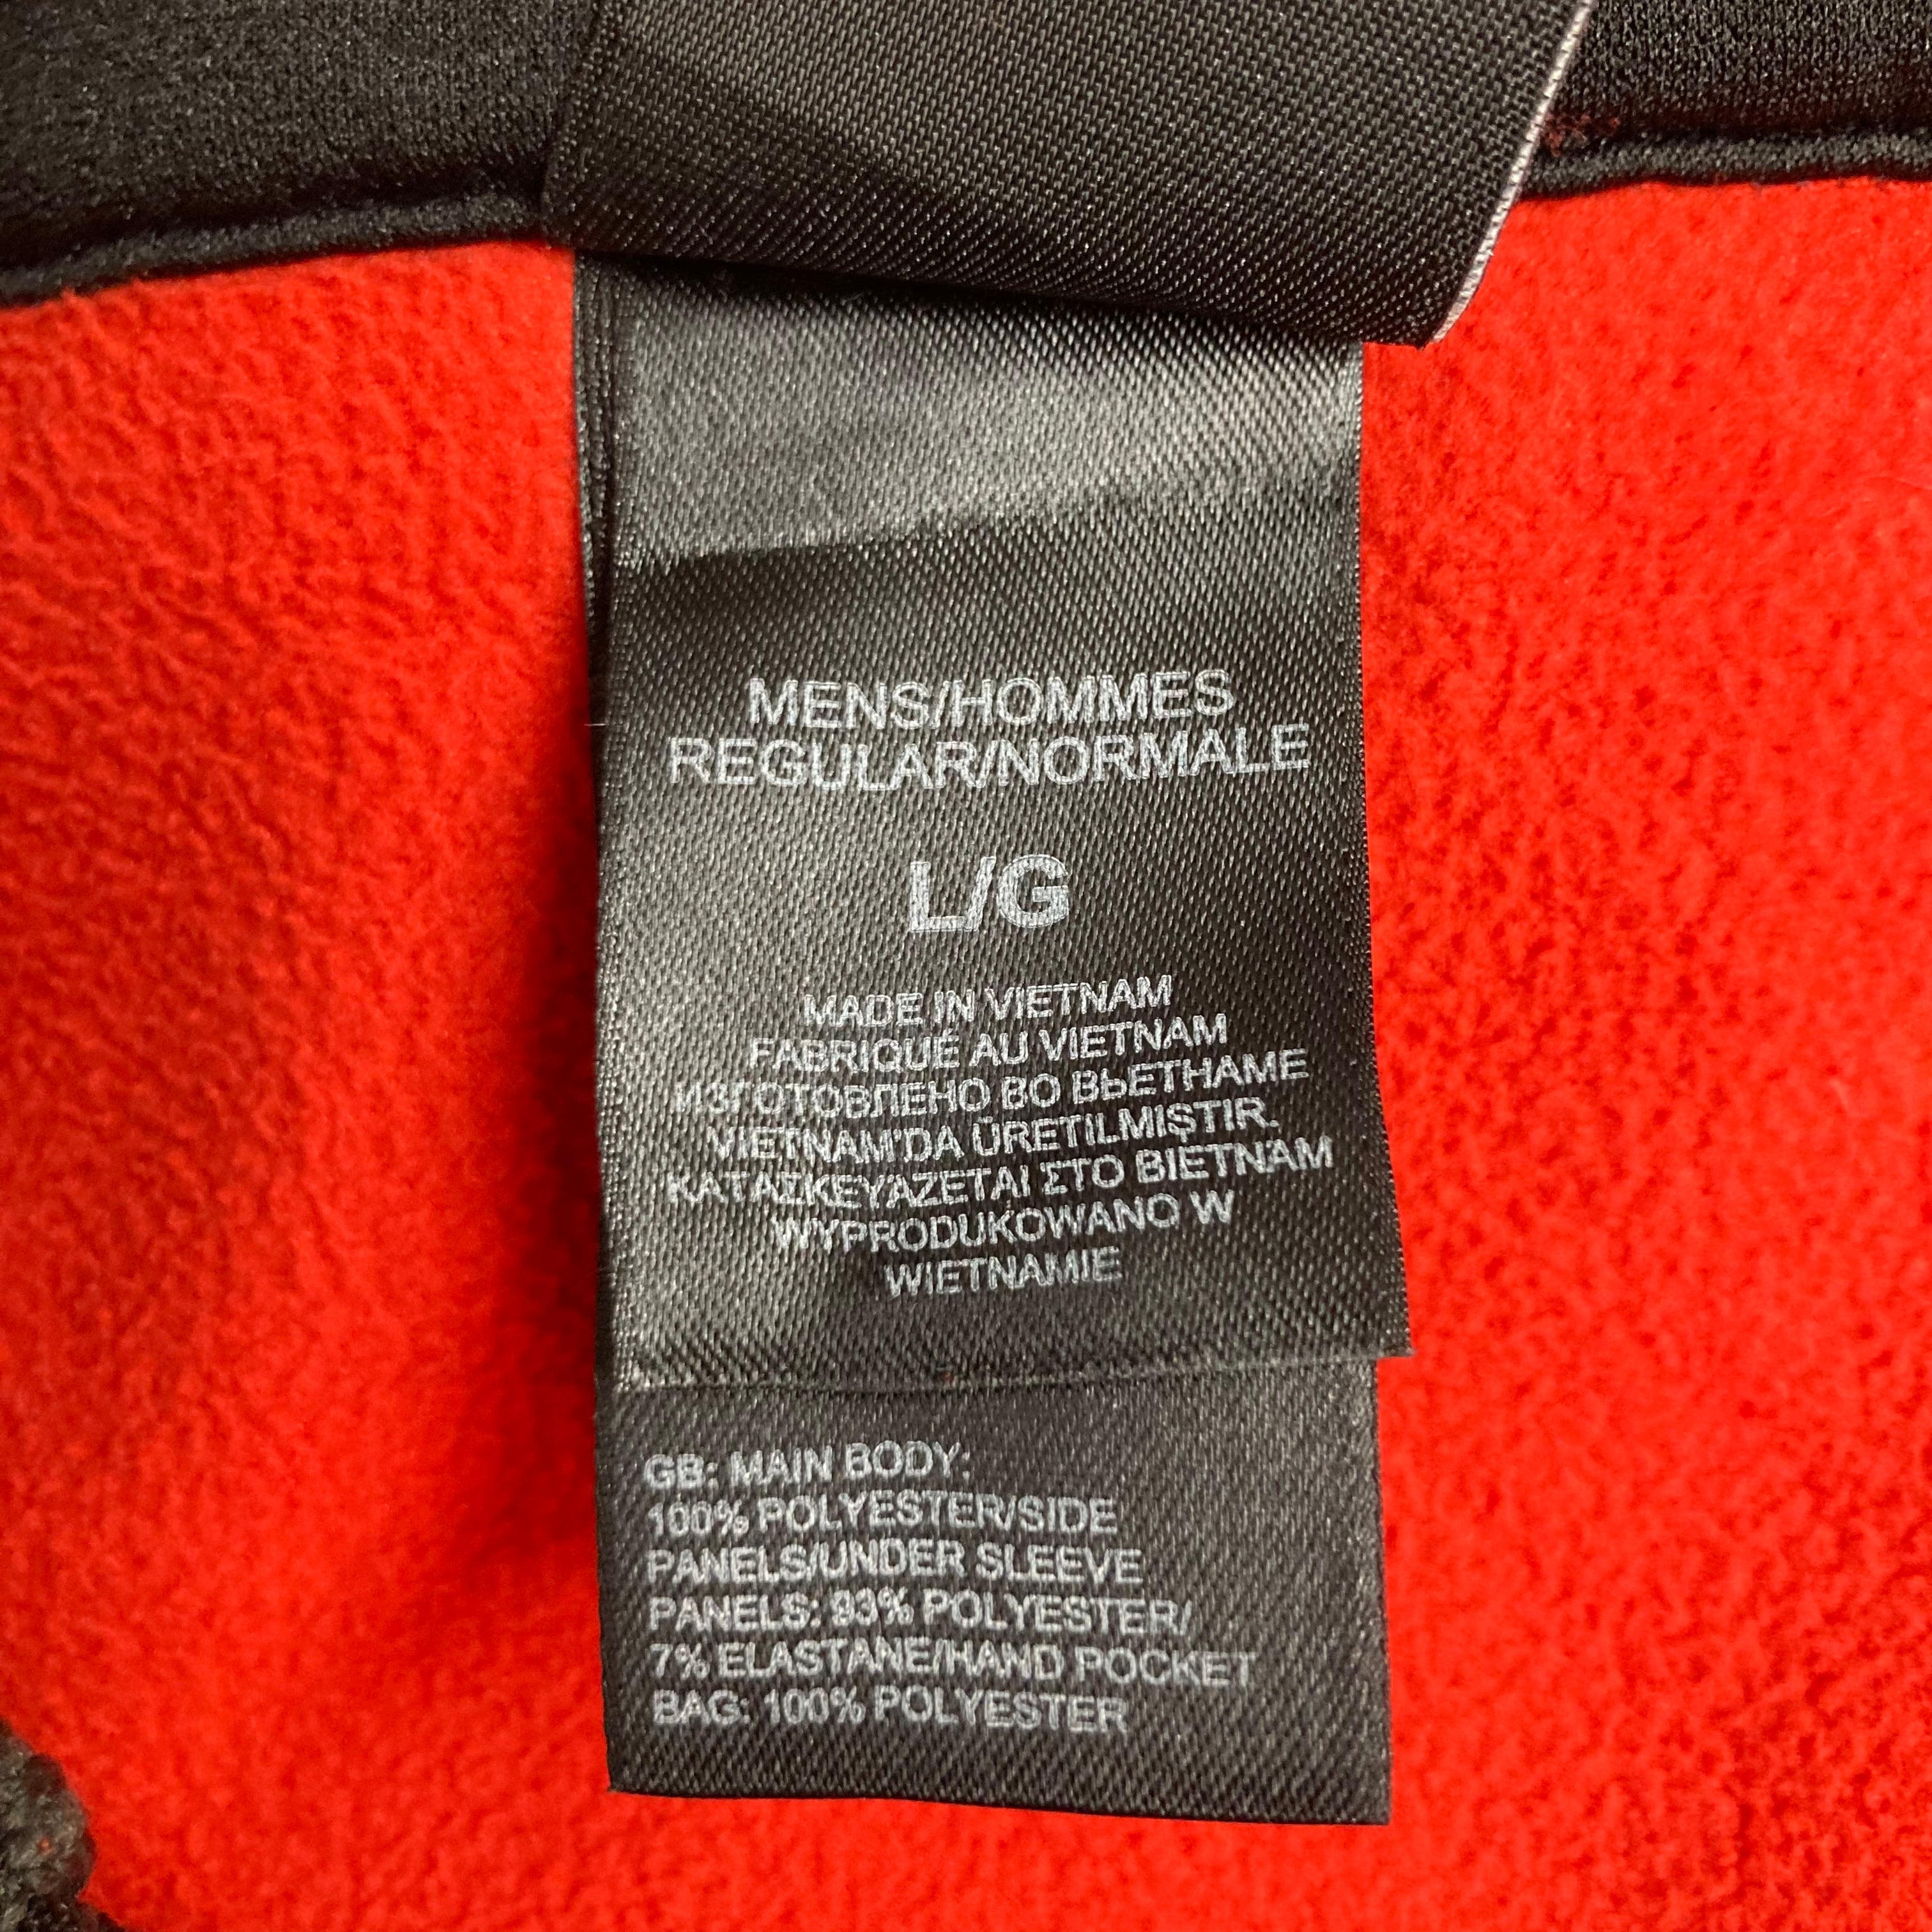 MENS/HOMMES
REGULAR/NORMALE
L/G
MADE IN VIETNAM
FABRIQUÉ AU VIETNAM
ИЗГОТОВЛЕНО ВО ВЬЕТНАМЕ
VIETNAM'DA ÜRETILMIŞTIR.
ΚΑΤΑΣΚΕΥΆΖΕΤΑΙ ΣΤΟ ΒΙΕΤΝΆΜ
WYPRODUKOWANO W
WIETNAMIE
GB: MAIN BODY:
100% POLYESTER/SIDE
PANELS/UNDER SLEEVE
PANELS: 93% POLYESTER/
7% ELASTANE/HAND POCKET
BAG: 100% POLYESTER